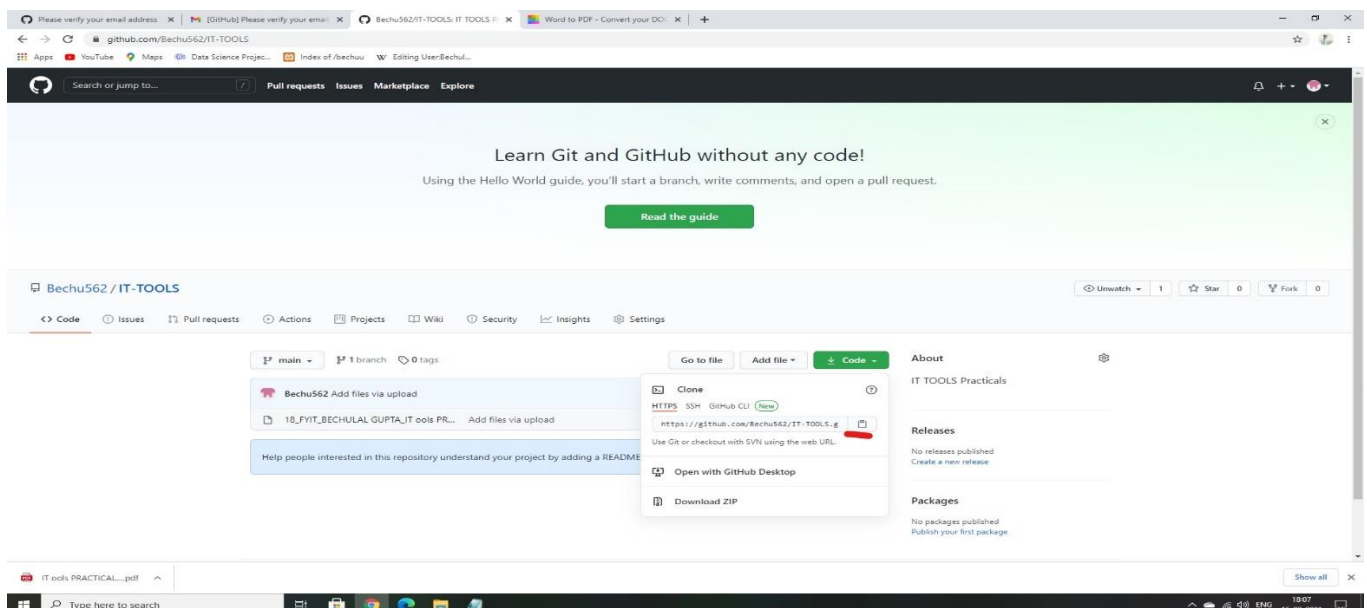 Please verify your email address
[GitHub] Please verify your emai
Bechu562/IT-TOOLS: IT TOOLS P
Word to PDF - Convert your DOC
github.com/Bechu562/IT-TOOLS
Apps YouTube Maps Data Science Projec... Index of /bechuu Editing User:Bechul...
Search or jump to... / Pull requests Issues Marketplace Explore
Learn Git and GitHub without any code!
Using the Hello World guide, you'll start a branch, write comments, and open a pull request.
Read the guide
Bechu562 / IT-TOOLS
Unwatch 1 Star 0 Fork 0
<> Code Issues Pull requests Actions Projects Wiki Security Insights Settings
main 1 branch 0 tags
Go to file Add file Code
Bechu562 Add files via upload
18_FYIT_BECHULAL GUPTA_IT ools PR... Add files via upload
Help people interested in this repository understand your project by adding a README
Clone
HTTPS SSH GitHub CLI New
https://github.com/Bechu562/IT-TOOLS.g
Use Git or checkout with SVN using the web URL.
Open with GitHub Desktop
Download ZIP
About
IT TOOLS Practicals
Releases
No releases published
Create a new release
Packages
No packages published
Publish your first package
IT ools PRACTICAL....pdf
Show all
Type here to search
ENG
18:07